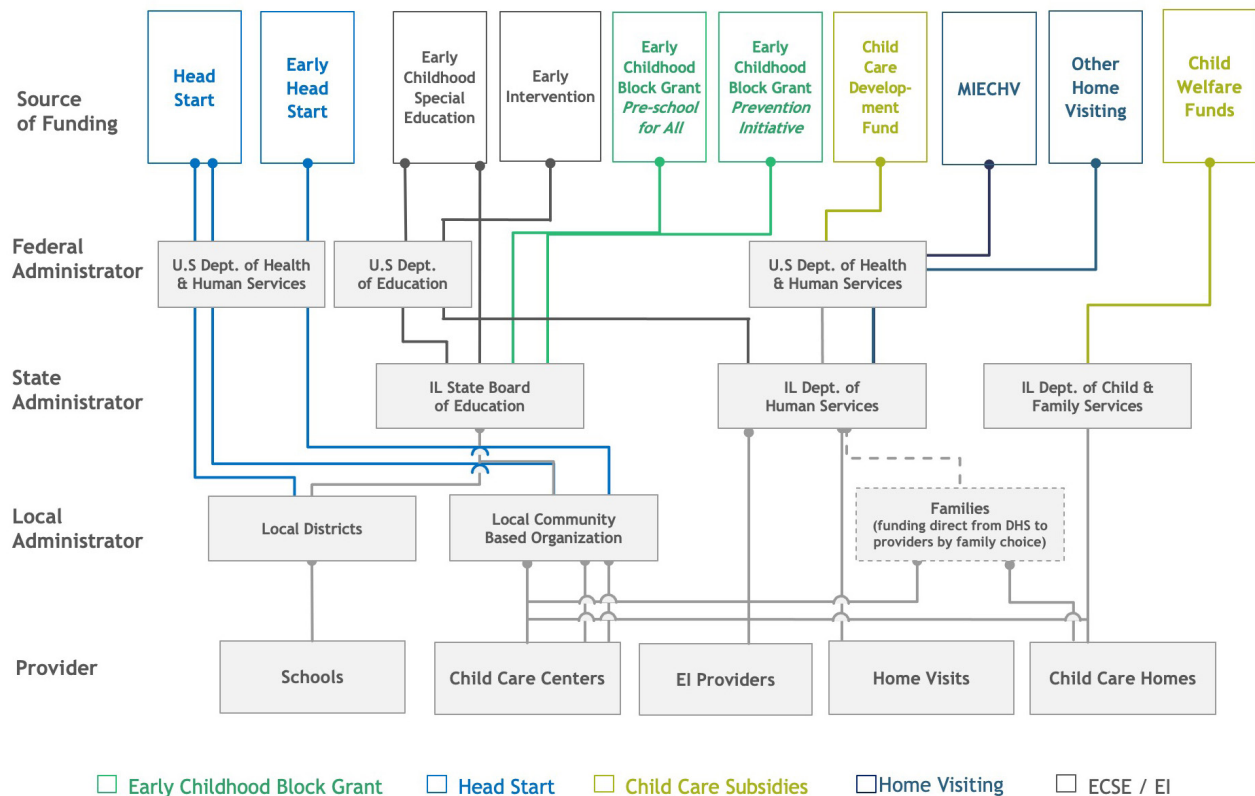 Source
of Funding
Head
Start
Early
Head
Start
Early
Childhood
Special
Education
Early
Intervention
Early
Childhood
Block Grant
Pre-school
for All
Early
Childhood
Block Grant
Prevention
Initiative
Child
Care
Develop-
ment
Fund
MIECHV
Other
Home
Visiting
Child
Welfare
Funds
Federal
Administrator
U.S Dept. of Health
& Human Services
U.S Dept.
of Education
U.S Dept. of Health
& Human Services
State
Administrator
IL State Board
of Education
IL Dept. of
Human Services
IL Dept. of Child &
Family Services
Local
Administrator
Local Districts
Local Community
Based Organization
Families
(funding direct from DHS to
providers by family choice)
Provider
Schools
Child Care Centers
EI Providers
Home Visits
Child Care Homes
Early Childhood Block Grant
Head Start
Child Care Subsidies
Home Visiting
ECSE / EI